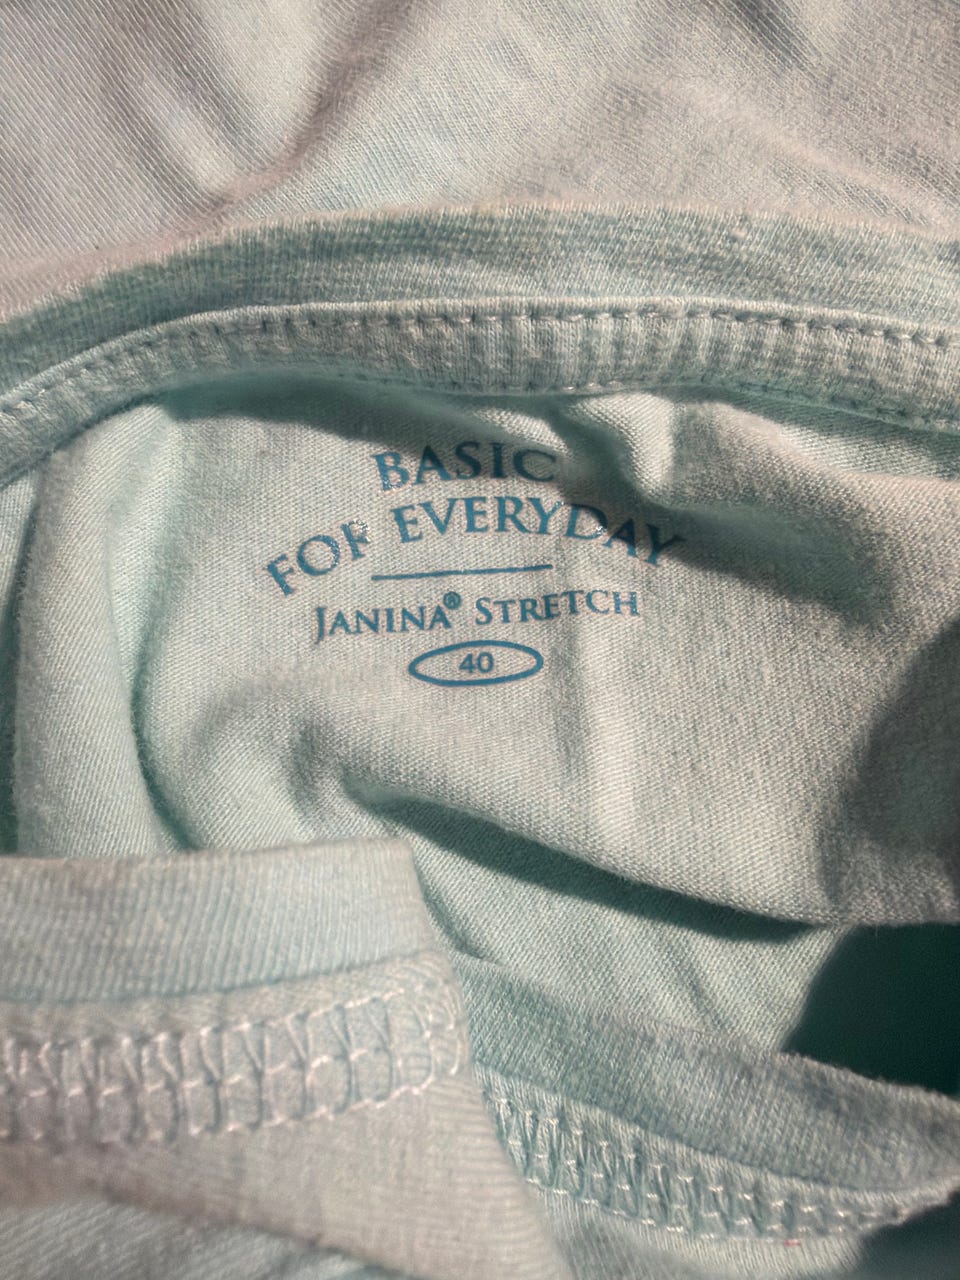 BASIC
FOR EVERYDAY
JANINA® STRETCH
40